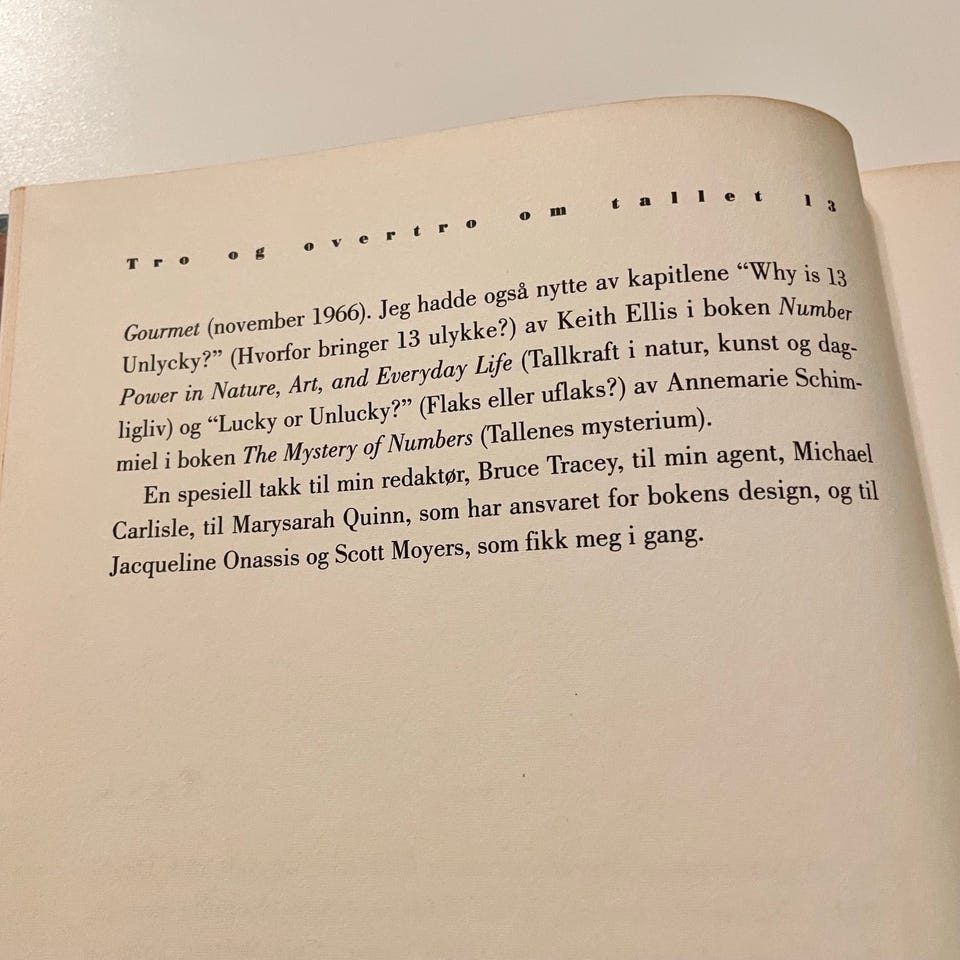 Tro og overtro om tallet 13
Gourmet (november 1966). Jeg hadde også nytte av kapitlene “Why is 13
Unlycky?” (Hvorfor bringer 13 ulykke?) av Keith Ellis i boken Number
Power in Nature, Art, and Everyday Life (Tallkraft i natur, kunst og dag-
ligliv) og “Lucky or Unlucky?” (Flaks eller uflaks?) av Annemarie Schim-
miel i boken The Mystery of Numbers (Tallenes mysterium).
En spesiell takk til min redaktør, Bruce Tracey, til min agent, Michael
Carlisle, til Marysarah Quinn, som har ansvaret for bokens design, og til
Jacqueline Onassis og Scott Moyers, som fikk meg i gang.